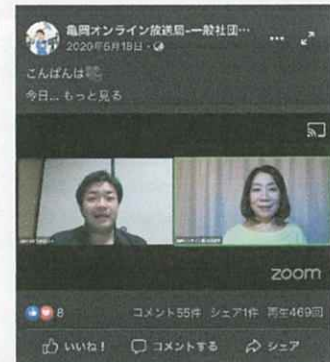 亀岡オンライン放送局-一般社団…
2020年6月18日・
こんばんは
今日... もっと見る
zoom
8
コメント55件 シェア1件 再生469回
いいね！ コメントする シェア